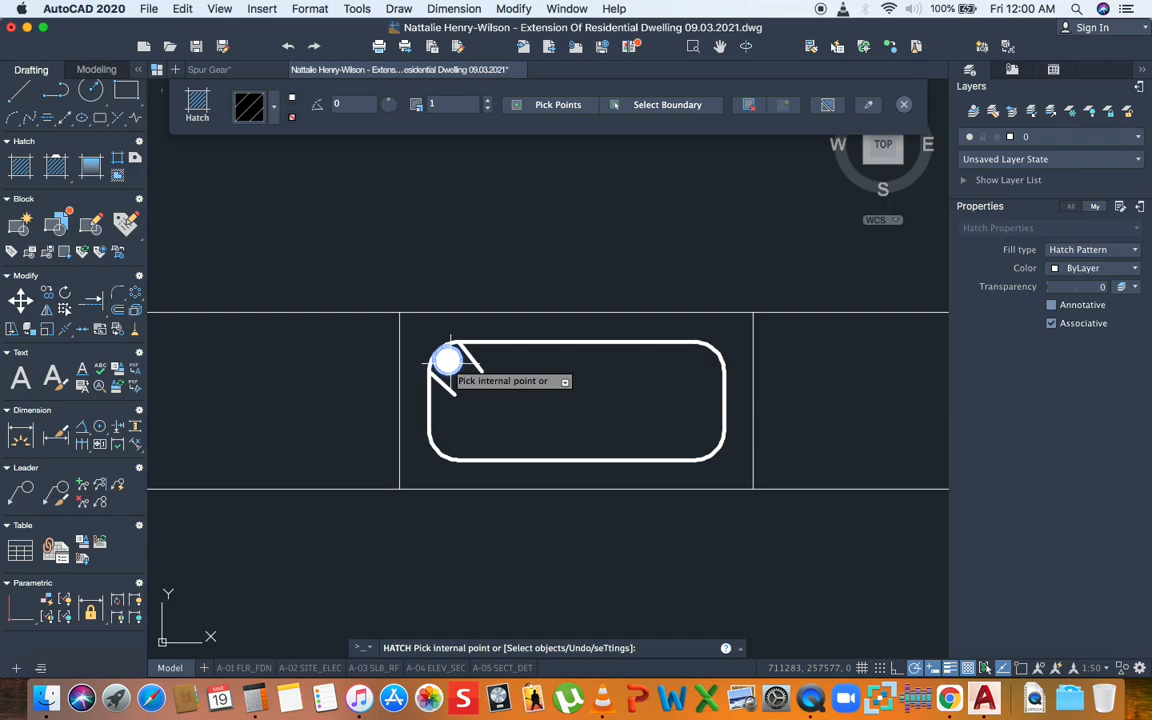 AutoCAD 2020 File Edit View Insert Format Tools Draw Dimension Modify Window Help 100% Fri 12:00 AM
Nattalie Henry-Wilson - Extension Of Residential Dwelling 09.03.2021*.dwg
Sign In
Drafting Modeling Spur Gear* Nattalie Henry-Wilson - Extens...esidential Dwelling 09.03.2021*
Layers
Hatch 0 1 Pick Points Select Boundary
0
Hatch
W TOP E
Unsaved Layer State
S
Show Layer List
Block
Properties All My
WCS
Hatch Properties
Fill type Hatch Pattern
Color ByLayer
Modify
Transparency 0
Annotative
Associative
Text
Pick internal point or
Dimension
Leader
Table
Parametric
Y
X
>_ HATCH Pick internal point or [Select objects/Undo/seTtings]:
Model A-01 FLR_FDN A-02 SITE_ELEC A-03 SLB_RF A-04 ELEV_SEC A-05 SECT_DET 711283, 257577, 0 1:50
MAR
19